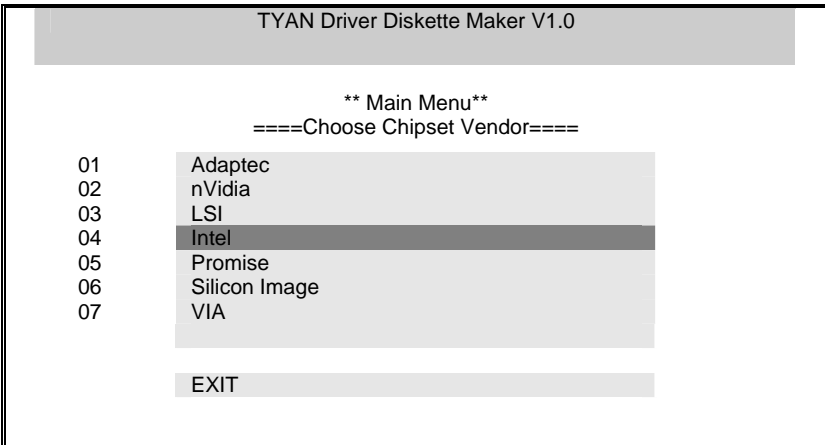 TYAN Driver Diskette Maker V1.0
** Main Menu**
====Choose Chipset Vendor====
01 Adaptec
02 nVidia
03 LSI
04 Intel
05 Promise
06 Silicon Image
07 VIA
EXIT